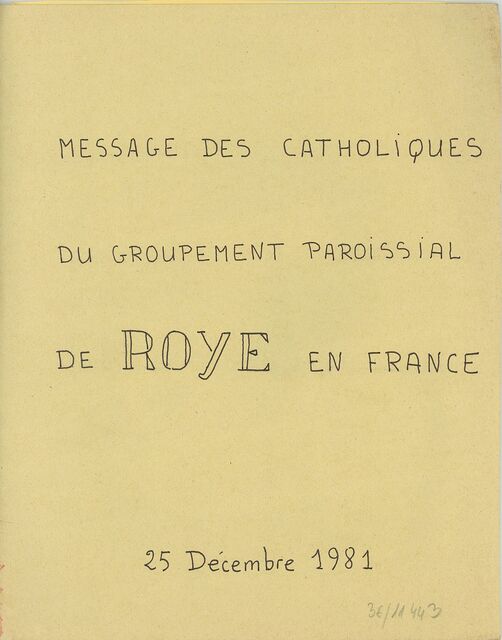 MESSAGE DES CATHOLIQUES
DU GROUPEMENT PAROISSIAL
DE ROYE EN FRANCE
25 Décembre 1981
36/11443